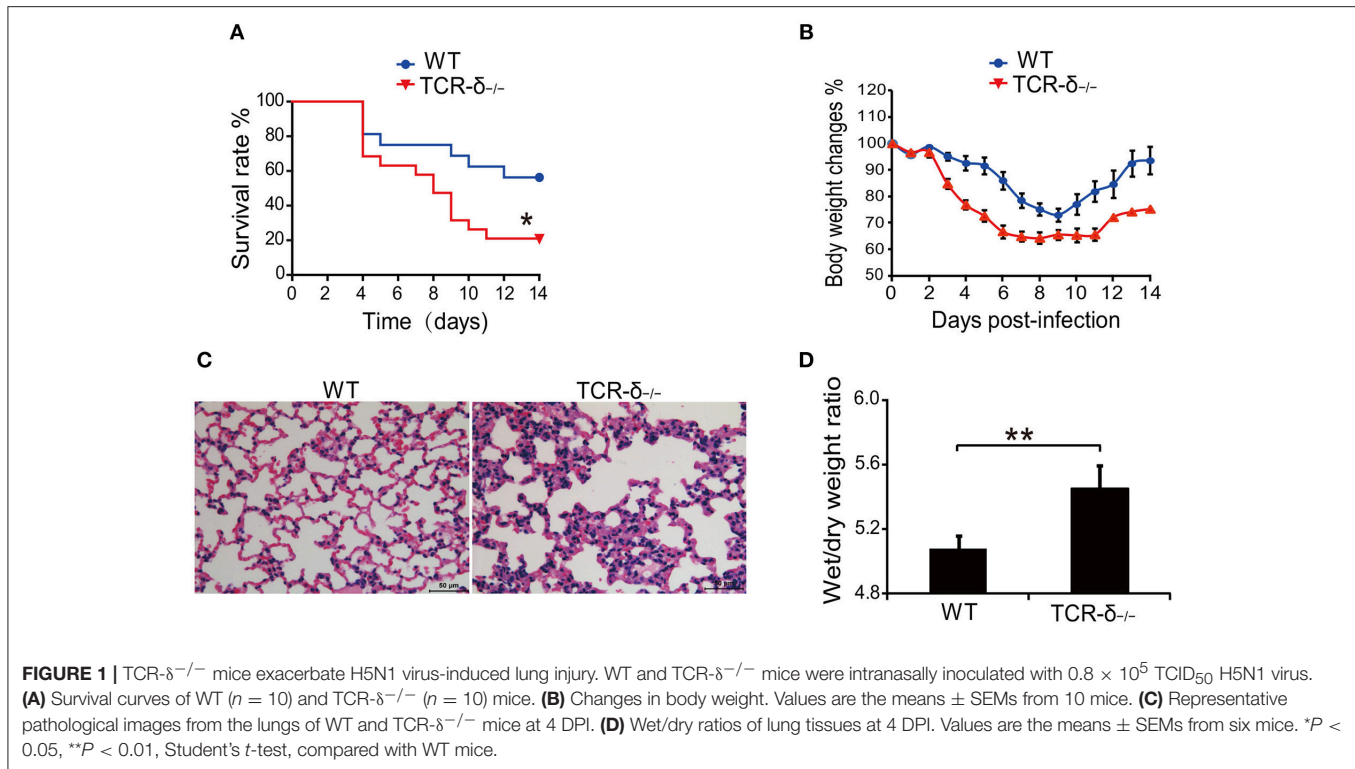 A
WT
TCR-δ-/-
Survival rate %
100
80
60
40
20
0
*
0 2 4 6 8 10 12 14
Time (days)
B
WT
TCR-δ-/-
Body weight changes %
120
110
100
90
80
70
60
50
0 2 4 6 8 10 12 14
Days post-infection
C
WT
TCR-δ-/-
50 μm
50 μm
D
Wet/dry weight ratio
6.0
5.6
5.2
4.8
**
WT
TCR-δ-/-
FIGURE 1 | TCR-δ−/− mice exacerbate H5N1 virus-induced lung injury. WT and TCR-δ−/− mice were intranasally inoculated with 0.8 × 10⁵ TCID₅₀ H5N1 virus.
(A) Survival curves of WT (n = 10) and TCR-δ−/− (n = 10) mice. (B) Changes in body weight. Values are the means ± SEMs from 10 mice. (C) Representative
pathological images from the lungs of WT and TCR-δ−/− mice at 4 DPI. (D) Wet/dry ratios of lung tissues at 4 DPI. Values are the means ± SEMs from six mice. *P <
0.05, **P < 0.01, Student's t-test, compared with WT mice.